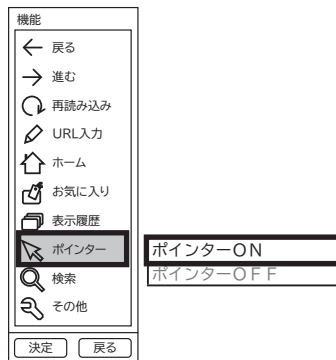 機能
戻る
進む
再読み込み
URL入力
ホーム
お気に入り
表示履歴
ポインター
ポインターON
ポインターOFF
検索
その他
決定 戻る